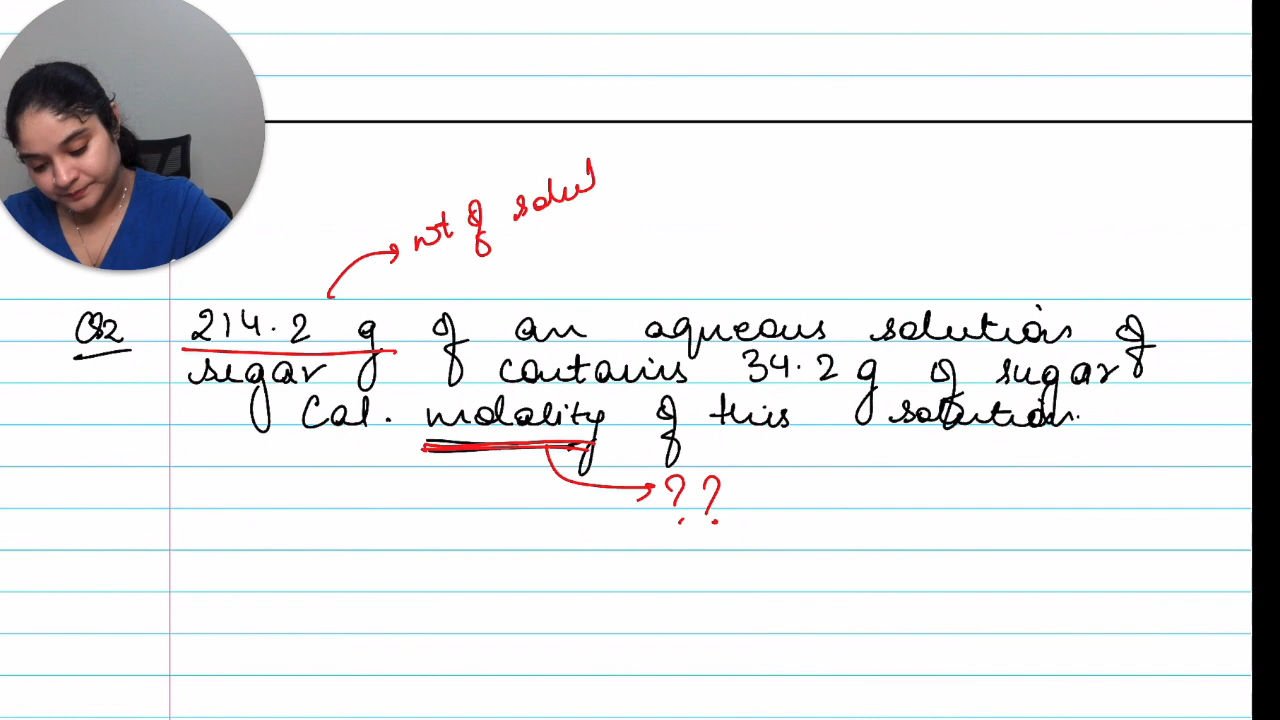 wt of solut
Q2 214.2 g of an aqueous solution of
sugar of contains 34.2 g of sugar
Cal. molality of this solution.
??